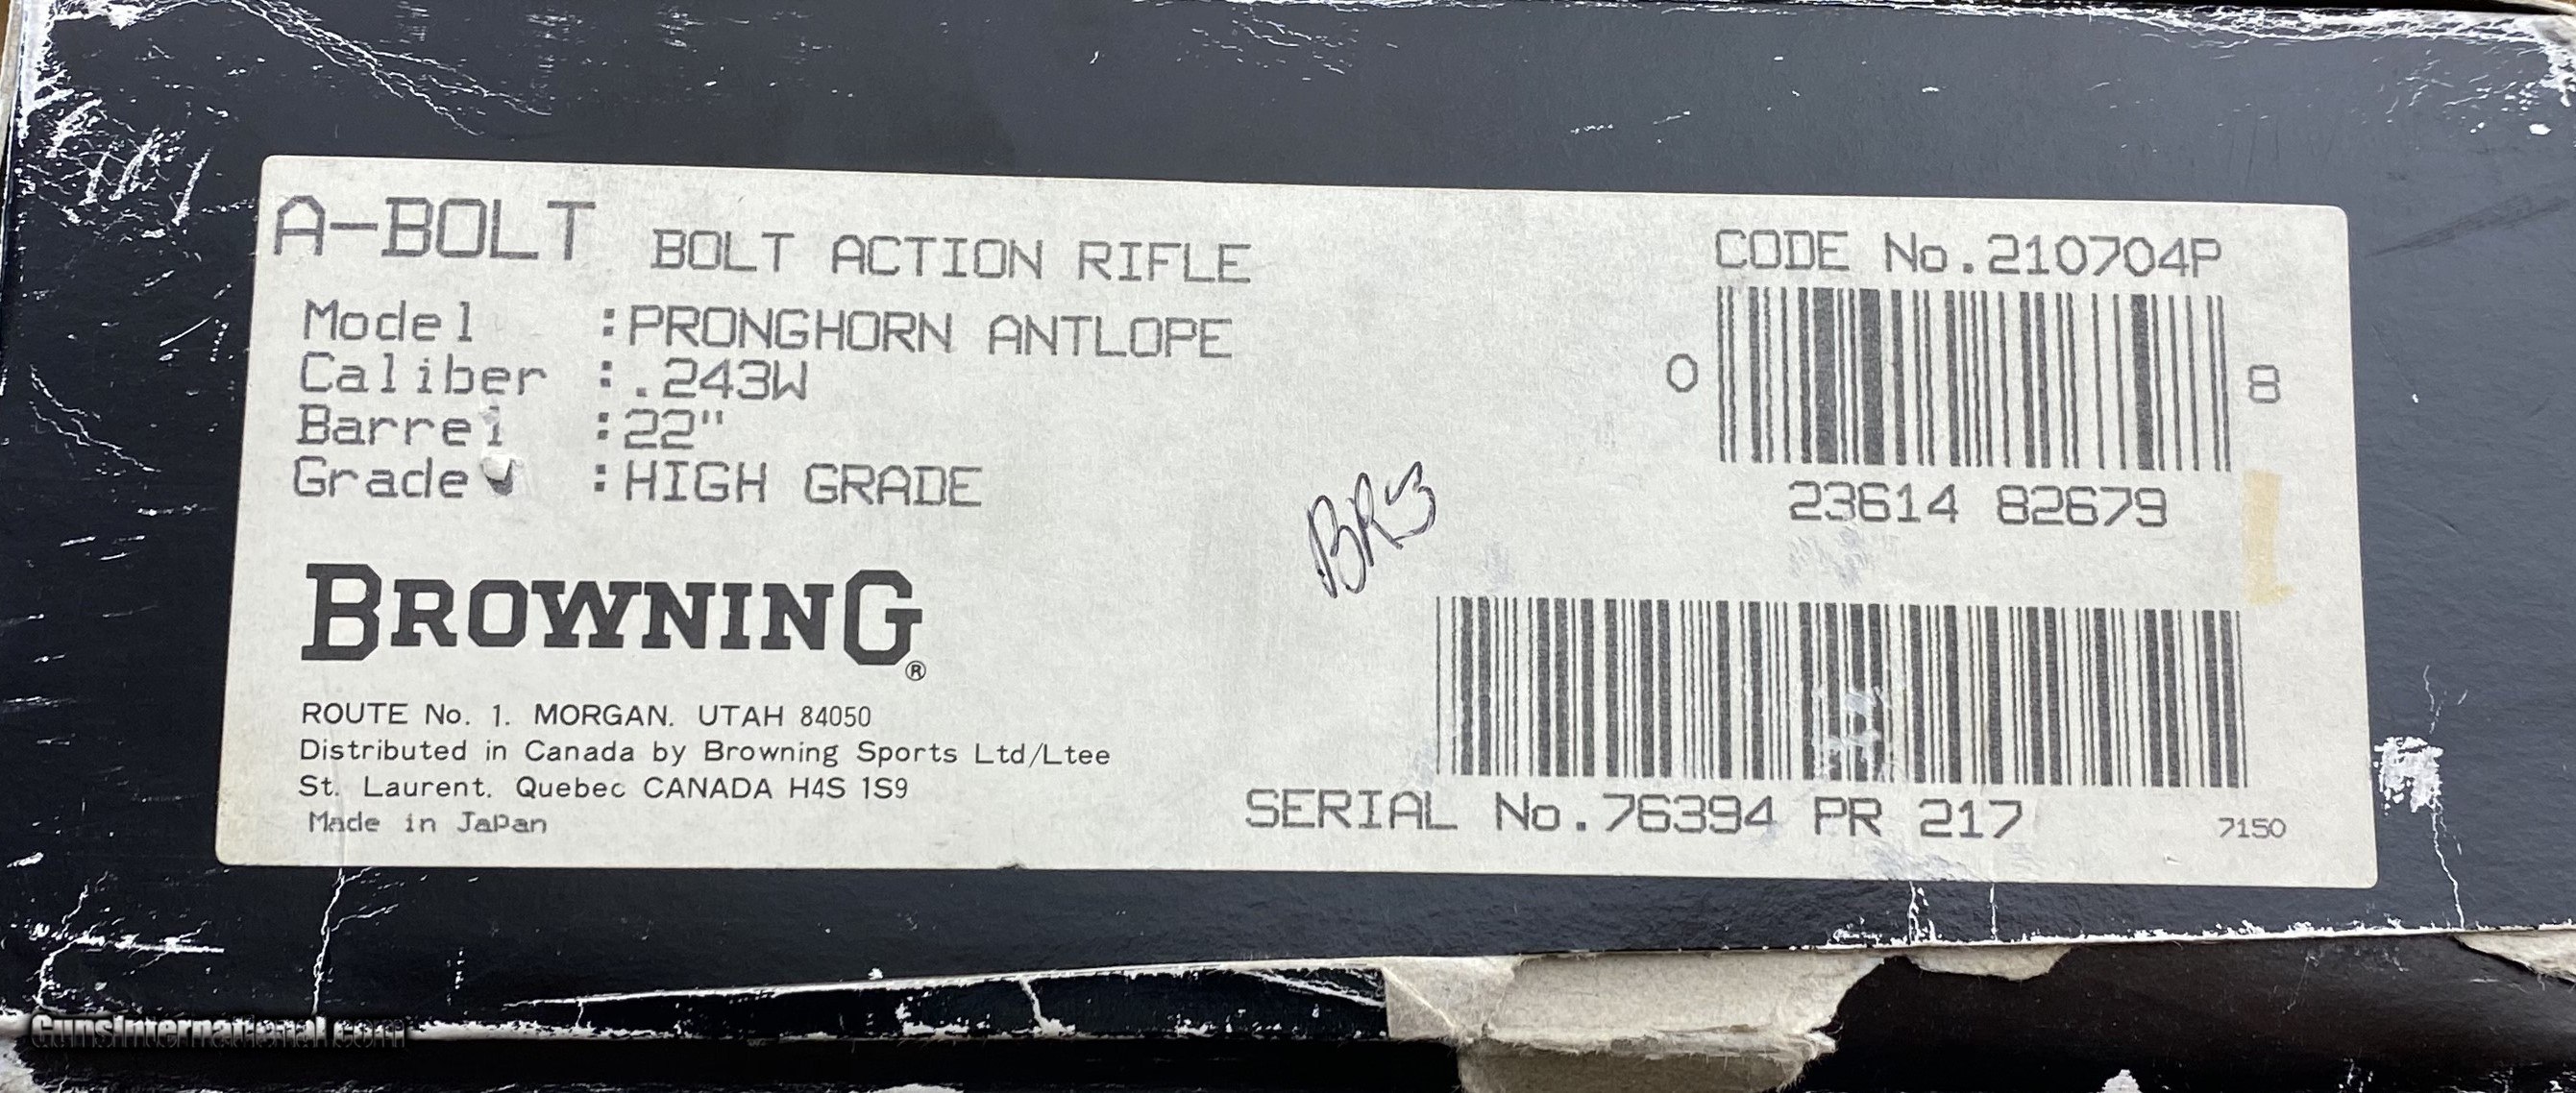 A-BOLT BOLT ACTION RIFLE
Model :PRONGHORN ANTLOPE
Caliber :.243W
Barrel :22"
Grade :HIGH GRADE
BROWNING®
ROUTE No. 1. MORGAN. UTAH 84050
Distributed in Canada by Browning Sports Ltd/Ltee
St. Laurent. Quebec CANADA H4S 1S9
Made in Japan
CODE No.210704P
0 8
23614 82679
BR3
SERIAL No.76394 PR 217
7150
GunsInternational.com